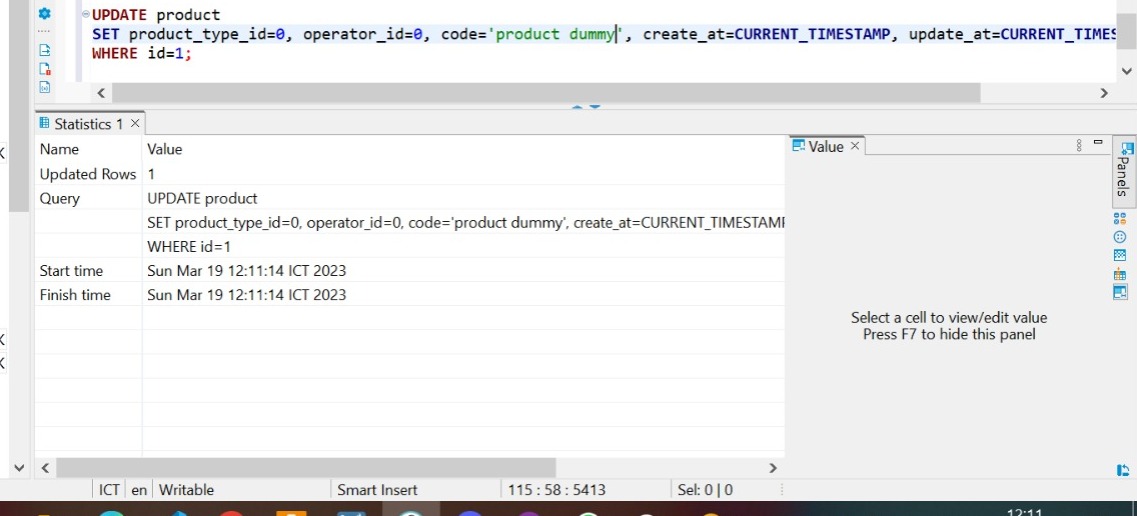 UPDATE product
SET product_type_id=0, operator_id=0, code='product dummy', create_at=CURRENT_TIMESTAMP, update_at=CURRENT_TIMES
WHERE id=1;
Statistics 1
Name Value
Updated Rows 1
Query UPDATE product
SET product_type_id=0, operator_id=0, code='product dummy', create_at=CURRENT_TIMESTAMP
WHERE id=1
Start time Sun Mar 19 12:11:14 ICT 2023
Finish time Sun Mar 19 12:11:14 ICT 2023
Value
Panels
Select a cell to view/edit value
Press F7 to hide this panel
ICT en Writable Smart Insert 115 : 58 : 5413 Sel: 0 | 0
12:11